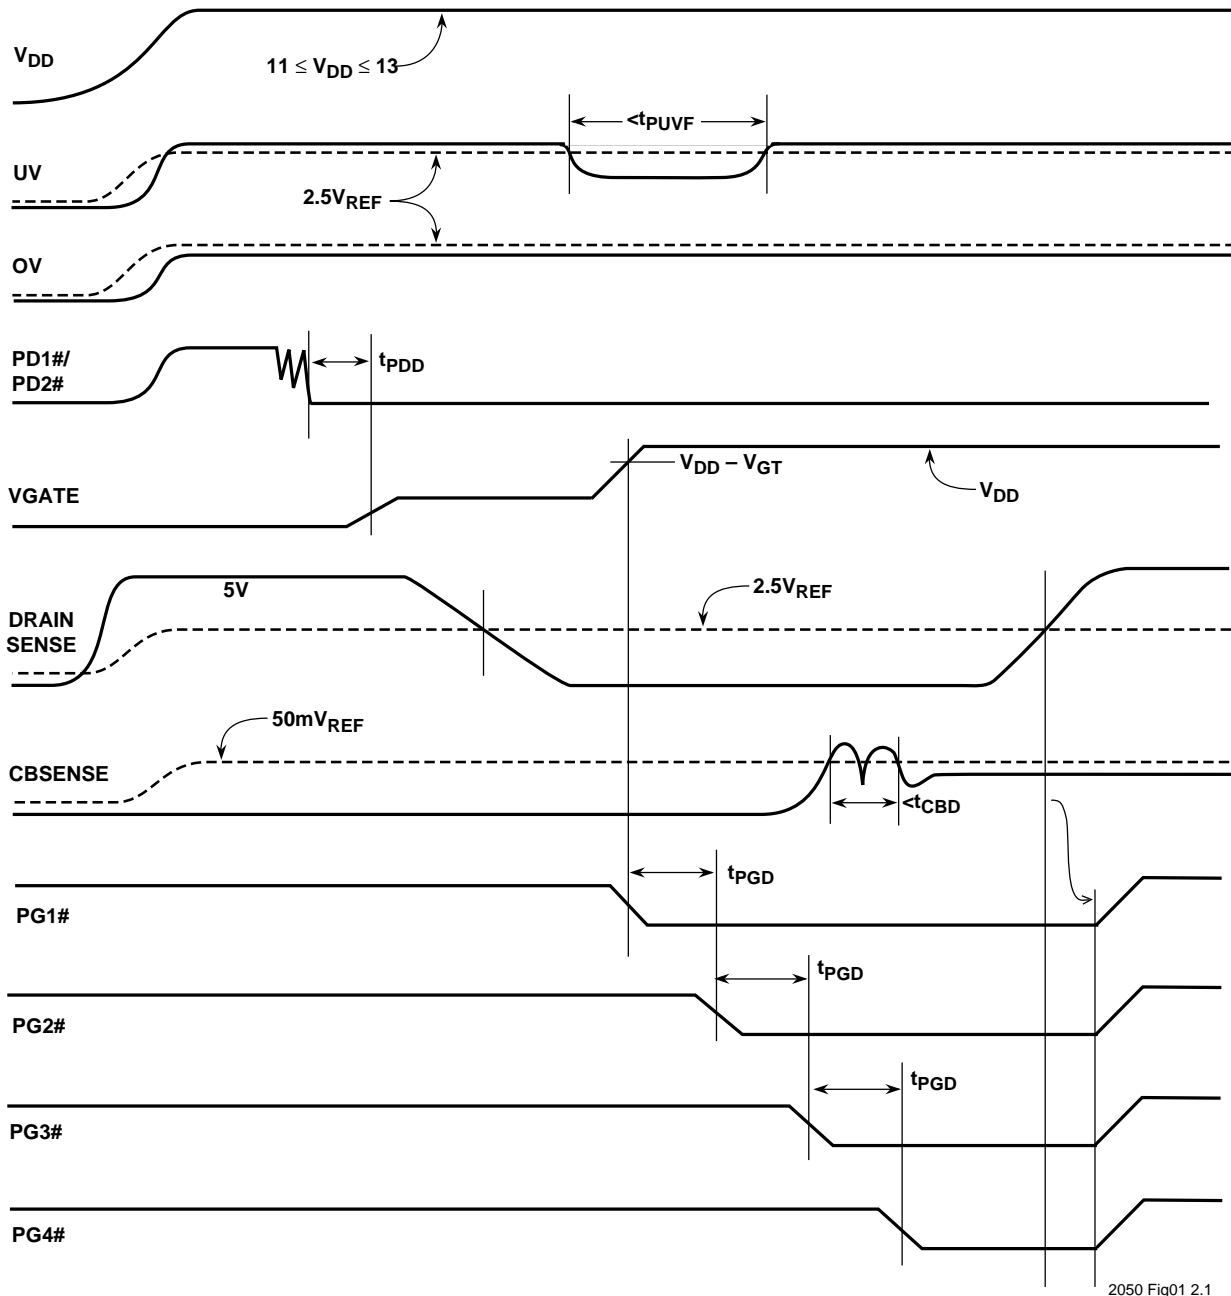 VDD
11 ≤ VDD ≤ 13
<tPUVF
UV
2.5VREF
OV
PD1#/
PD2#
tPDD
VDD – VGT
VGATE
VDD
5V
2.5VREF
DRAIN
SENSE
50mVREF
CBSENSE
<tCBD
tPGD
PG1#
tPGD
PG2#
tPGD
PG3#
PG4#
2050 Fig01 2.1